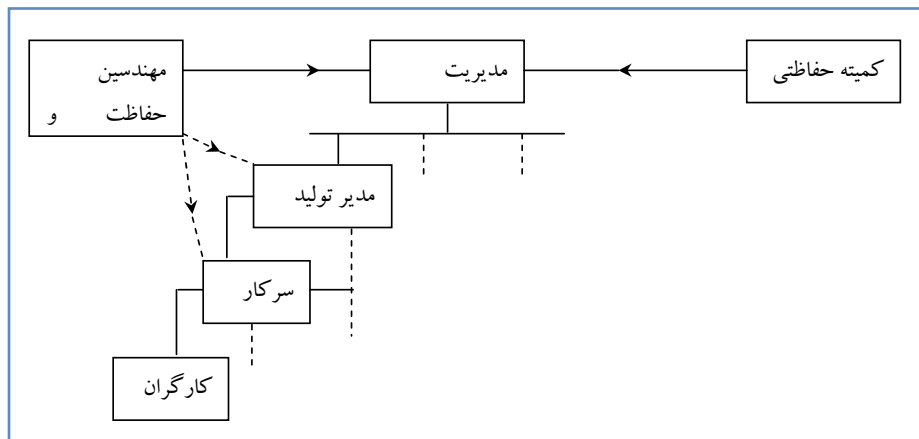 کمیته حفاظتی
مدیریت
مهندسین
حفاظت و
مدیر تولید
سرکار
کارگران